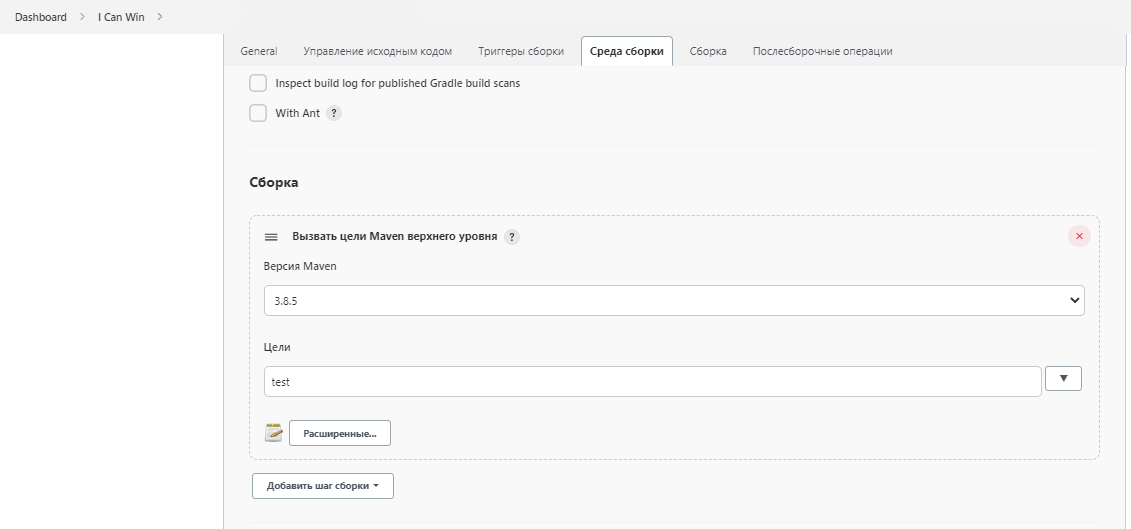 Dashboard
I Can Win
General
Управление исходным кодом
Триггеры сборки
Среда сборки
Сборка
Послесборочные операции
Inspect build log for published Gradle build scans
With Ant ?
Сборка
Вызвать цели Maven верхнего уровня ?
Версия Maven
3.8.5
Цели
test
Расширенные...
Добавить шаг сборки